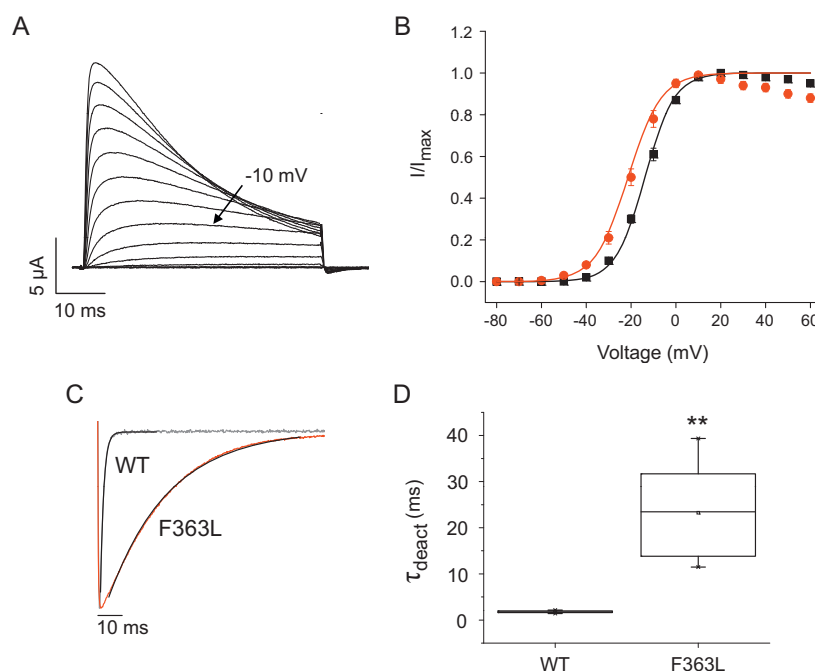 A
-10 mV
5 µA
10 ms
B
I/Imax
1.0
0.8
0.6
0.4
0.2
0.0
-80 -60 -40 -20 0 20 40 60
Voltage (mV)
C
WT
F363L
10 ms
D
τdeact (ms)
40
30
20
10
0
**
WT F363L